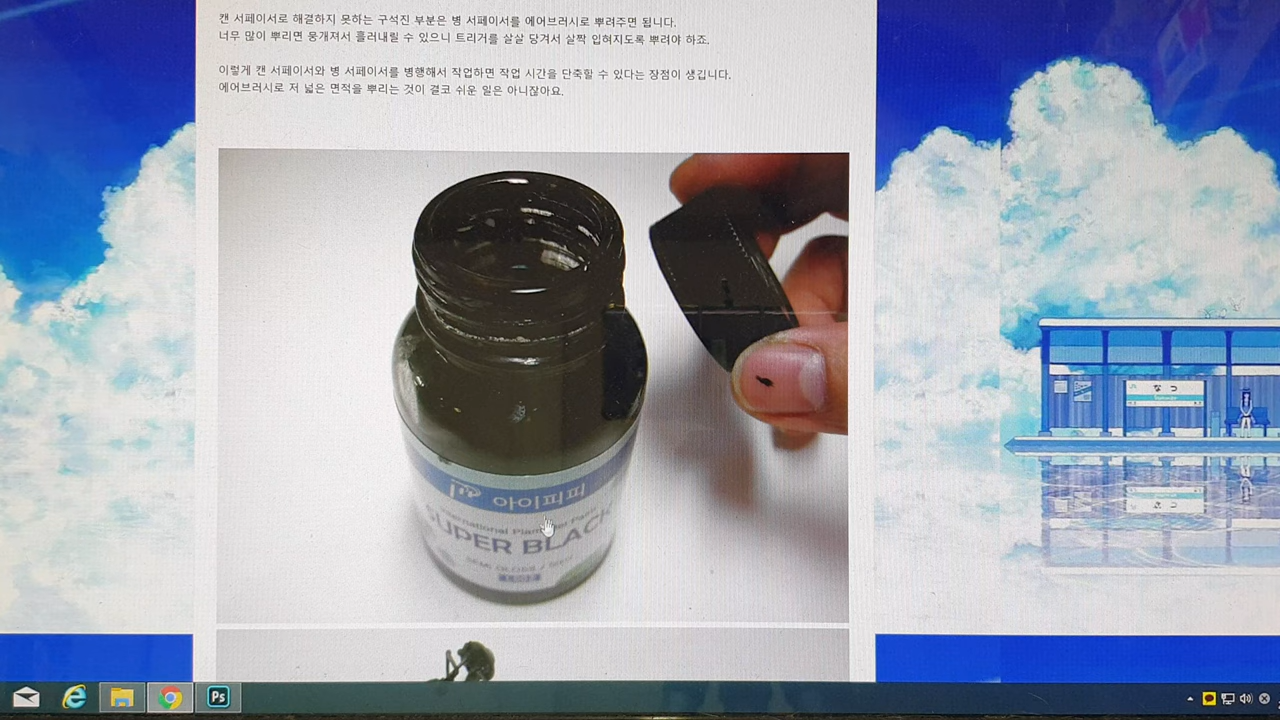 캔 서페이서로 해결하지 못하는 구석진 부분은 병 서페이서를 에어브러시로 뿌려주면 됩니다.
너무 많이 뿌리면 뭉개져서 흘러내릴 수 있으니 트리거를 살살 당겨서 살짝 입혀지도록 뿌려야 하죠.
이렇게 캔 서페이서와 병 서페이서를 병행해서 작업하면 작업 시간을 단축할 수 있다는 장점이 생깁니다.
에어브러시로 저 넓은 면적을 뿌리는 것이 결코 쉬운 일은 아니잖아요.
아이피피
SUPER BLACK
なつ
Ps